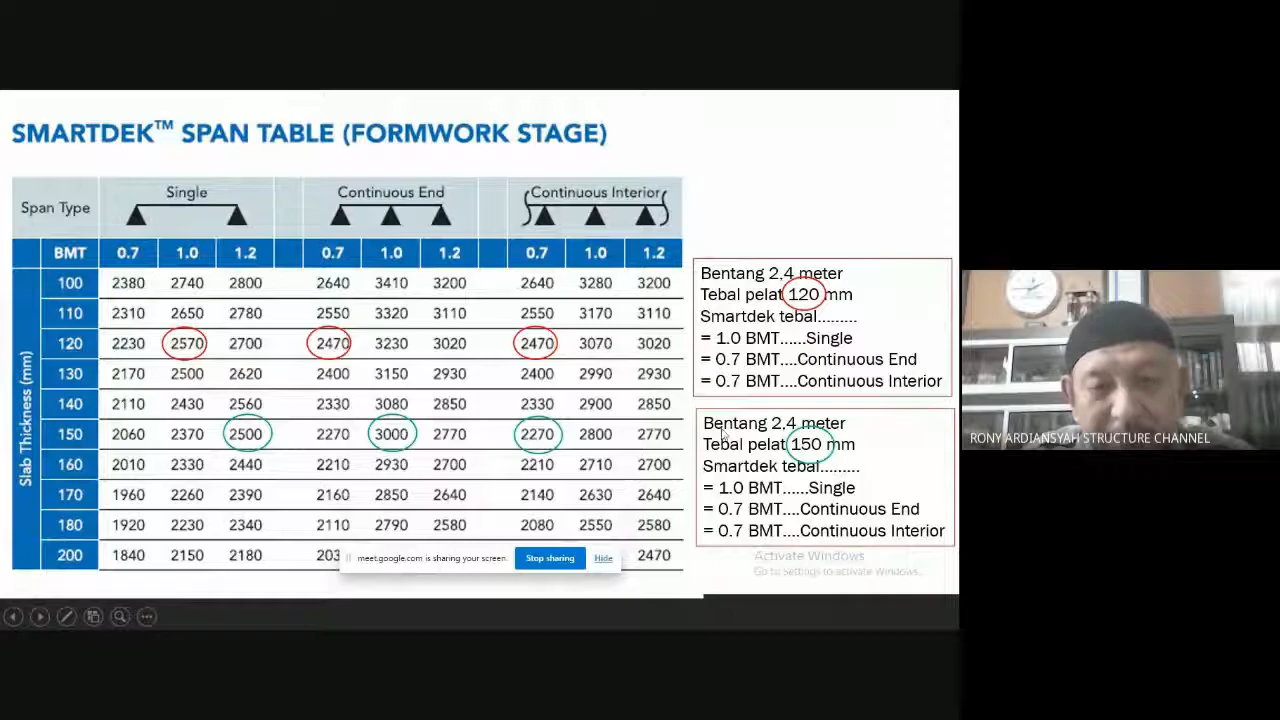 SMARTDEK™ SPAN TABLE (FORMWORK STAGE)
Span Type Single Continuous End Continuous Interior
BMT 0.7 1.0 1.2 0.7 1.0 1.2 0.7 1.0 1.2
Slab Thickness (mm)
100 2380 2740 2800 2640 3410 3200 2640 3280 3200
110 2310 2650 2780 2550 3320 3110 2550 3170 3110
120 2230 2570 2700 2470 3230 3020 2470 3070 3020
130 2170 2500 2620 2400 3150 2930 2400 2990 2930
140 2110 2430 2560 2330 3080 2850 2330 2900 2850
150 2060 2370 2500 2270 3000 2770 2270 2800 2770
160 2010 2330 2440 2210 2930 2700 2210 2710 2700
170 1960 2260 2390 2160 2850 2640 2140 2630 2640
180 1920 2230 2340 2110 2790 2580 2080 2550 2580
200 1840 2150 2180 2470
meet.google.com is sharing your screen. Stop sharing Hide
Bentang 2.4 meter
Tebal pelat 120 mm
Smartdek tebal.........
= 1.0 BMT......Single
= 0.7 BMT....Continuous End
= 0.7 BMT....Continuous Interior
Bentang 2.4 meter
Tebal pelat 150 mm
Smartdek tebal.........
= 1.0 BMT......Single
= 0.7 BMT....Continuous End
= 0.7 BMT....Continuous Interior
Activate Windows
Go to Settings to activate Windows.
RONY ARDIANSYAH STRUCTURE CHANNEL